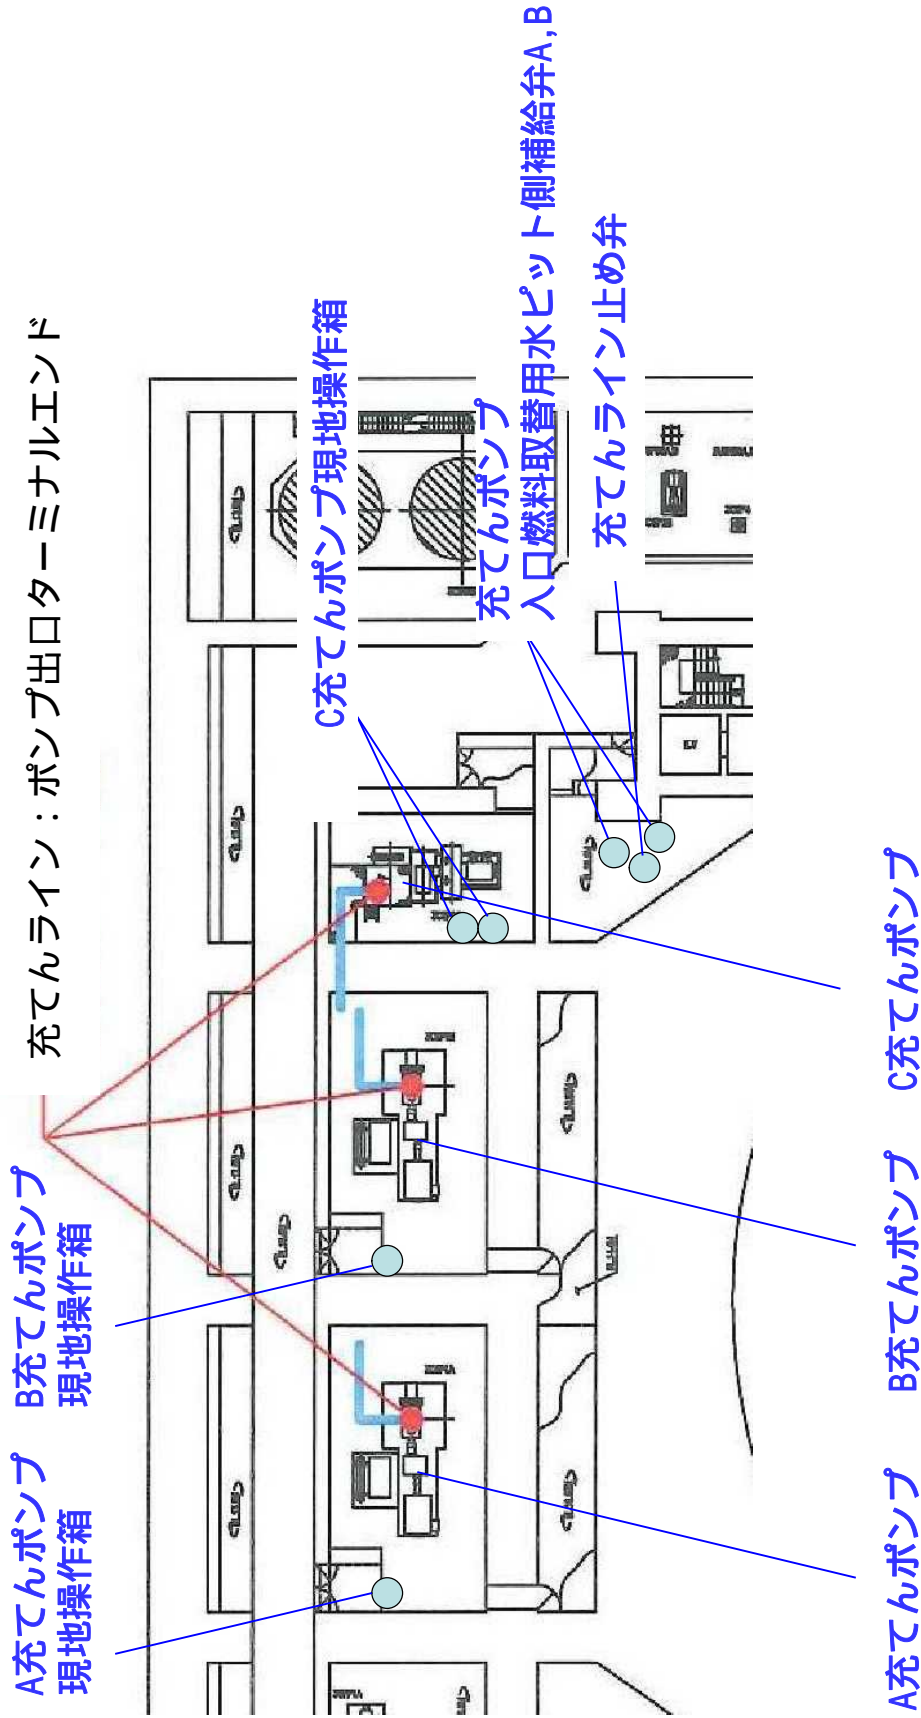 充てんライン：ポンプ出口ターミナルエンド
A充てんポンプ
現地操作箱
B充てんポンプ
現地操作箱
C充てんポンプ現地操作箱
充てんポンプ
入口燃料取替用水ピット側補給弁A,B
充てんライン止め弁
A充てんポンプ
B充てんポンプ
C充てんポンプ